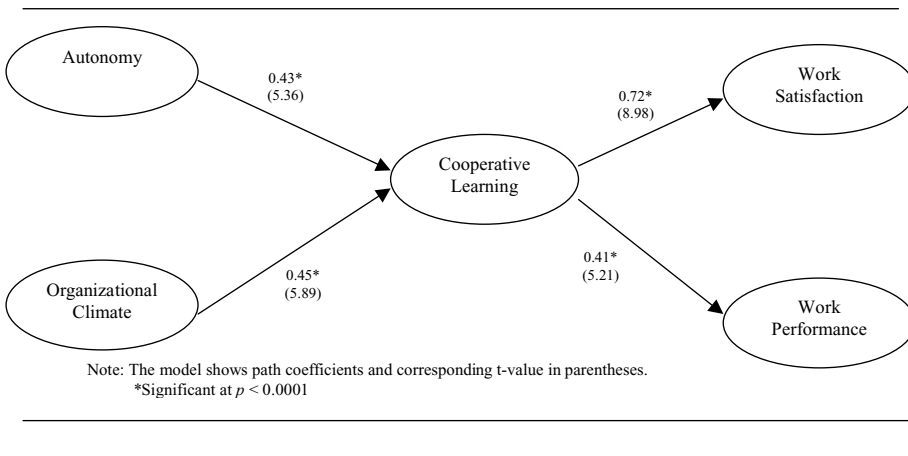 Autonomy
0.43*
(5.36)
Work
Satisfaction
0.72*
(8.98)
Cooperative
Learning
Organizational
Climate
0.45*
(5.89)
0.41*
(5.21)
Work
Performance
Note: The model shows path coefficients and corresponding t-value in parentheses.
*Significant at p < 0.0001